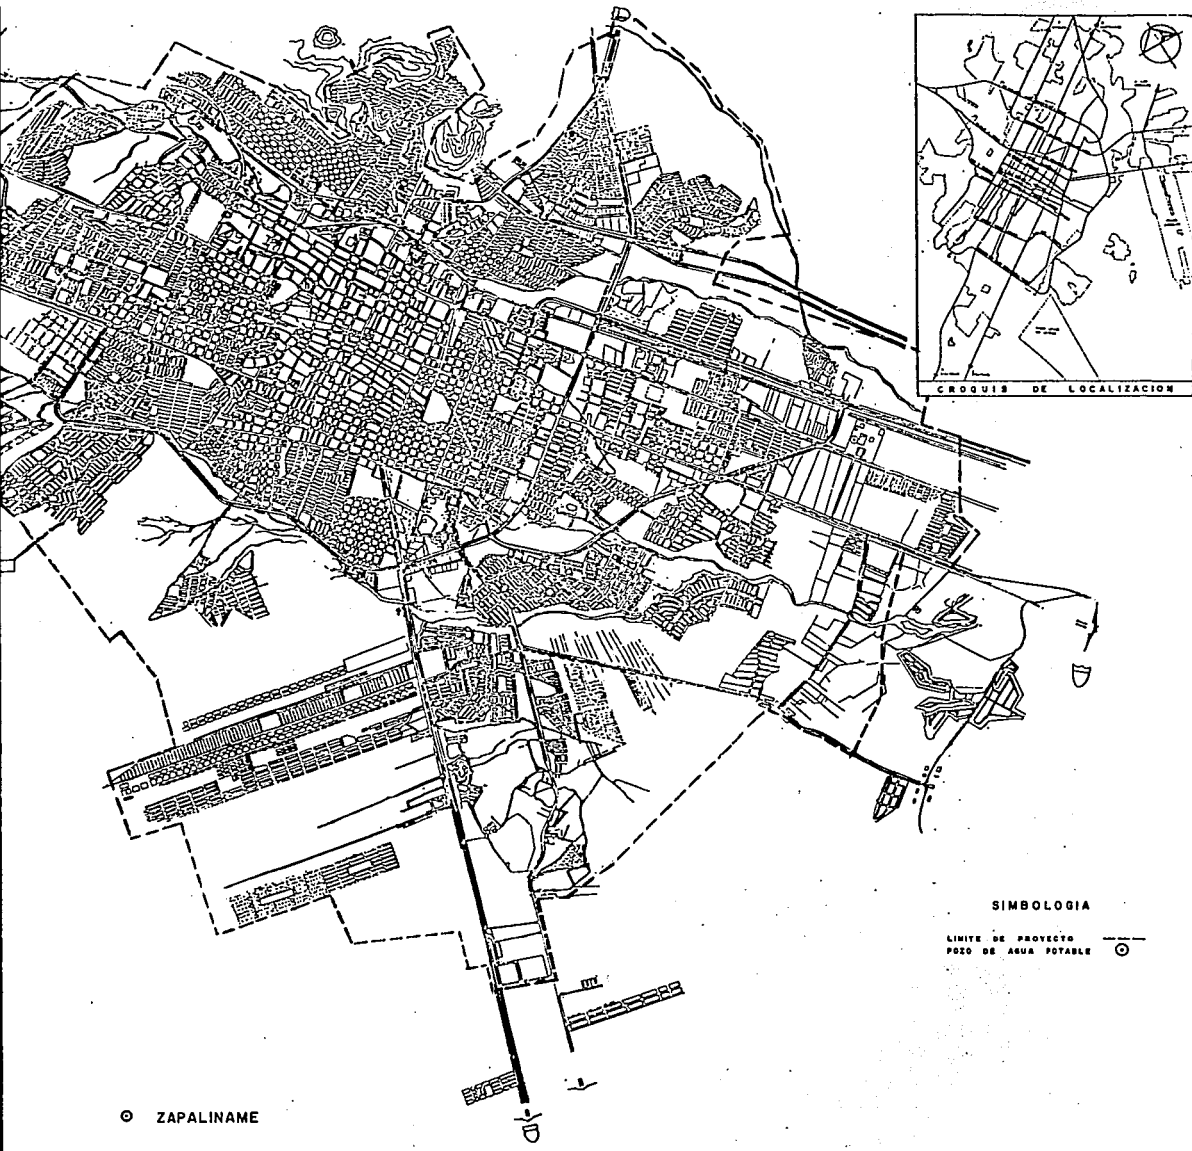 CROQUIS DE LOCALIZACION
SIMBOLOGIA
LIMITE DE PROYECTO
POZO DE AGUA POTABLE
ZAPALINAME